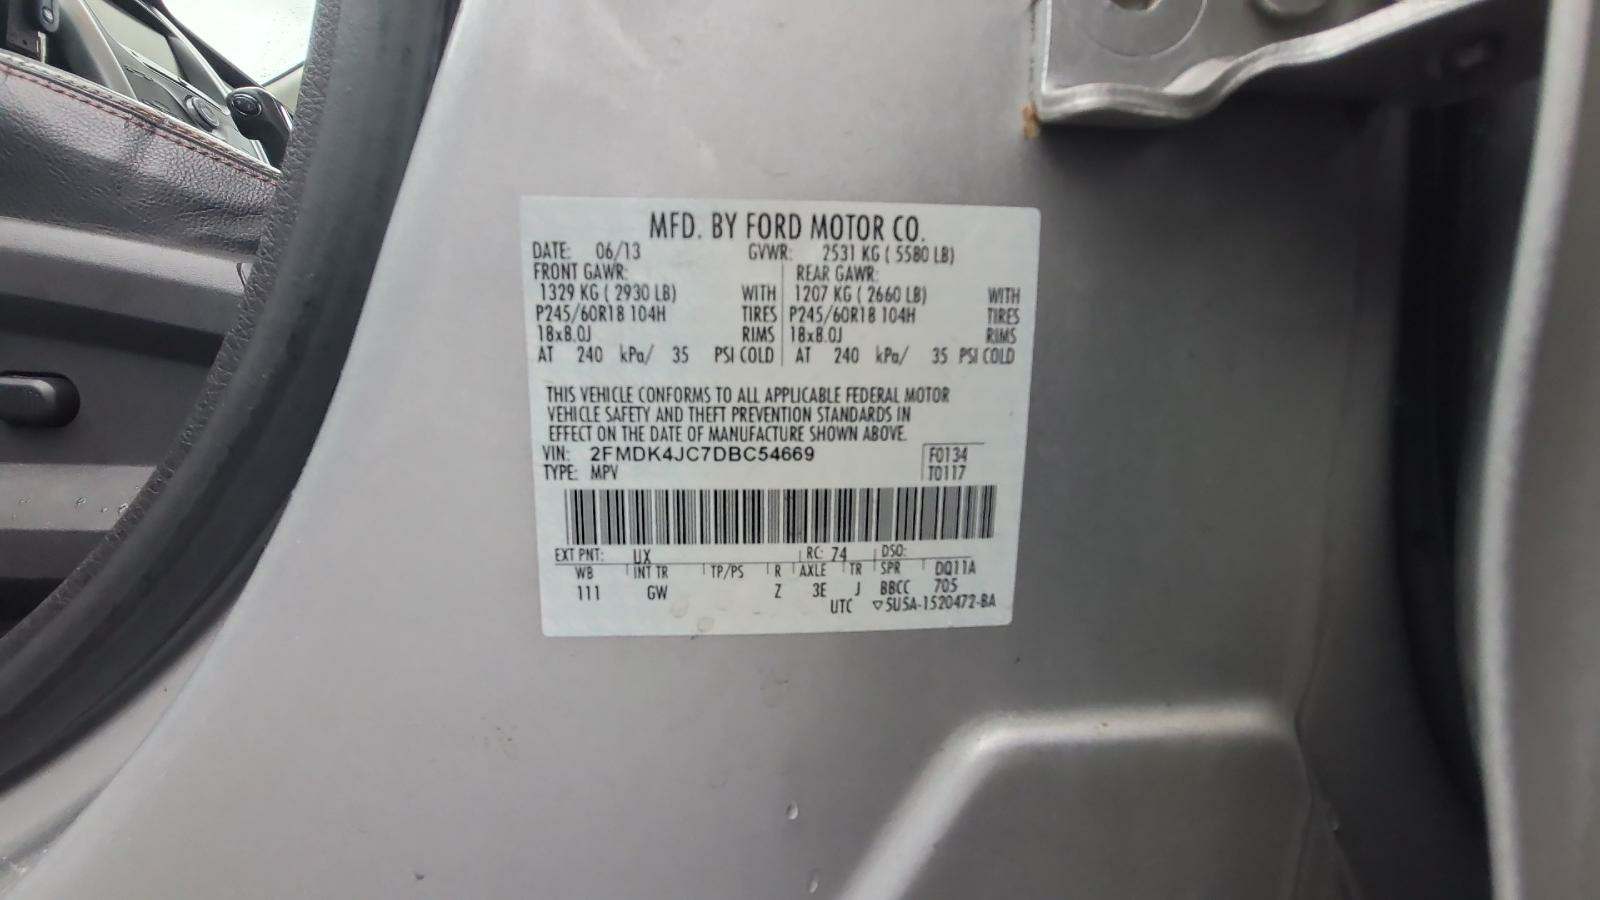 MFD. BY FORD MOTOR CO.
DATE: 06/13 GVWR: 2531 KG ( 5580 LB)
FRONT GAWR: REAR GAWR:
1329 KG ( 2930 LB) WITH 1207 KG ( 2660 LB) WITH
P245/60R18 104H TIRES P245/60R18 104H TIRES
18x8.0J RIMS 18x8.0J RIMS
AT 240 kPa/ 35 PSI COLD AT 240 kPa/ 35 PSI COLD
THIS VEHICLE CONFORMS TO ALL APPLICABLE FEDERAL MOTOR
VEHICLE SAFETY AND THEFT PREVENTION STANDARDS IN
EFFECT ON THE DATE OF MANUFACTURE SHOWN ABOVE.
VIN: 2FMDK4JC7DBC54669 F0134
TYPE: MPV T0117
EXT PNT: UX RC: 74 DSO:
WB INT TR TP/PS R AXLE TR SPR DQ11A
111 GW Z 3E J BBCC 705
UTC ▽5U5A-1520472-BA